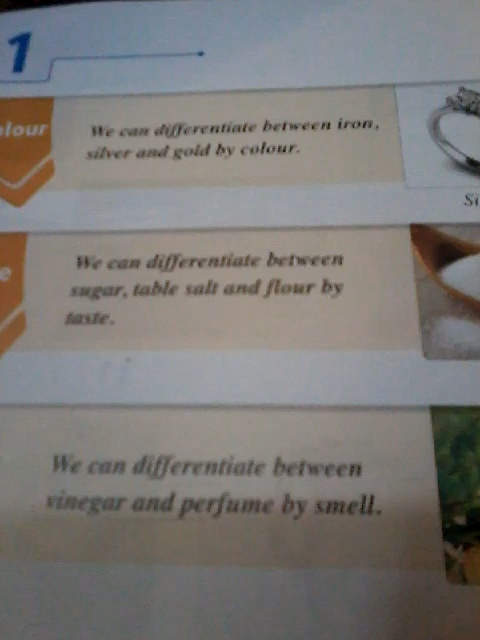 1
olour
We can differentiate between iron,
silver and gold by colour.
Si
e
We can differentiate between
sugar, table salt and flour by
taste.
We can differentiate between
vinegar and perfume by smell.